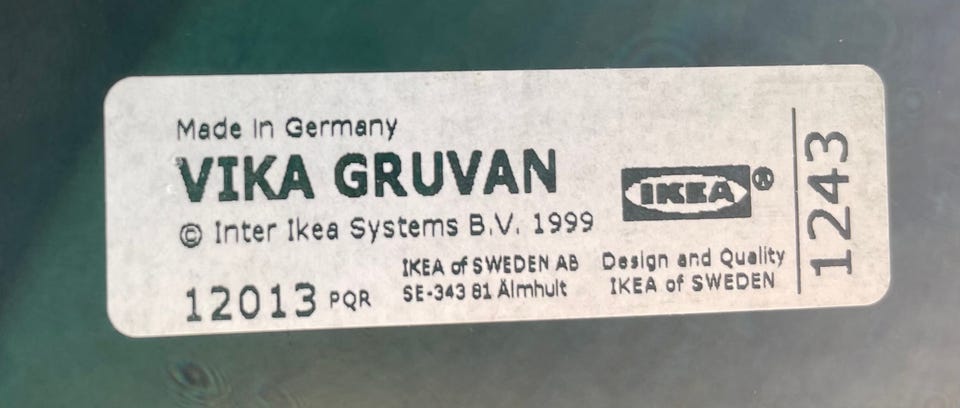 Made in Germany
VIKA GRUVAN
© Inter Ikea Systems B.V. 1999
IKEA®
12013 PQR
IKEA of SWEDEN AB
SE-343 81 Älmhult
Design and Quality
IKEA of SWEDEN
1243